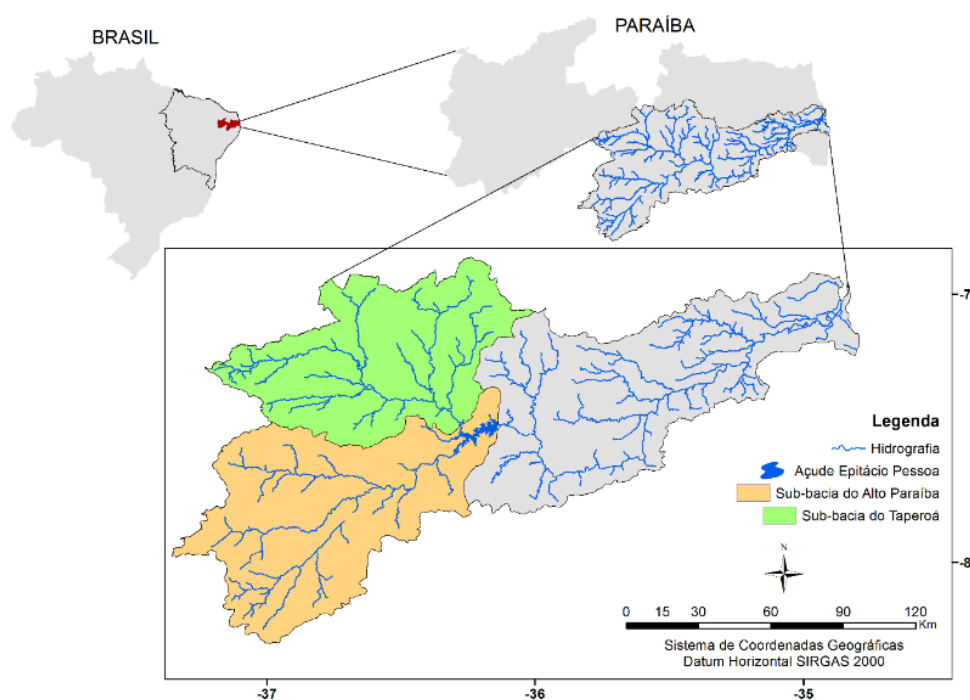 BRASIL
PARAÍBA
-7
Legenda
Hidrografia
Açude Epitácio Pessoa
Sub-bacia do Alto Paraíba
Sub-bacia do Taperoá
N
-8
0 15 30 60 90 120
Km
Sistema de Coordenadas Geográficas
Datum Horizontal SIRGAS 2000
-37 -36 -35